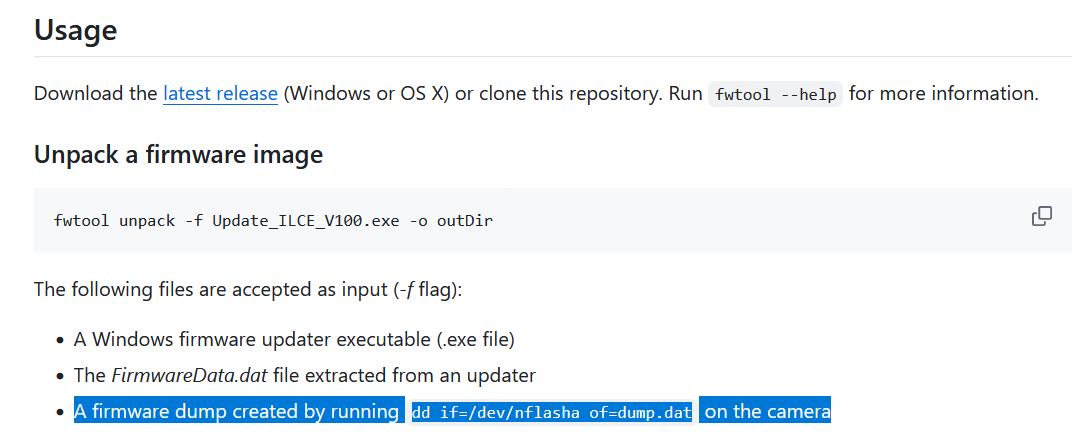 Usage
Download the latest release (Windows or OS X) or clone this repository. Run fwtool --help for more information.
Unpack a firmware image
fwtool unpack -f Update_ILCE_V100.exe -o outDir
The following files are accepted as input (-f flag):
• A Windows firmware updater executable (.exe file)
• The FirmwareData.dat file extracted from an updater
• A firmware dump created by running dd if=/dev/nflasha of=dump.dat on the camera